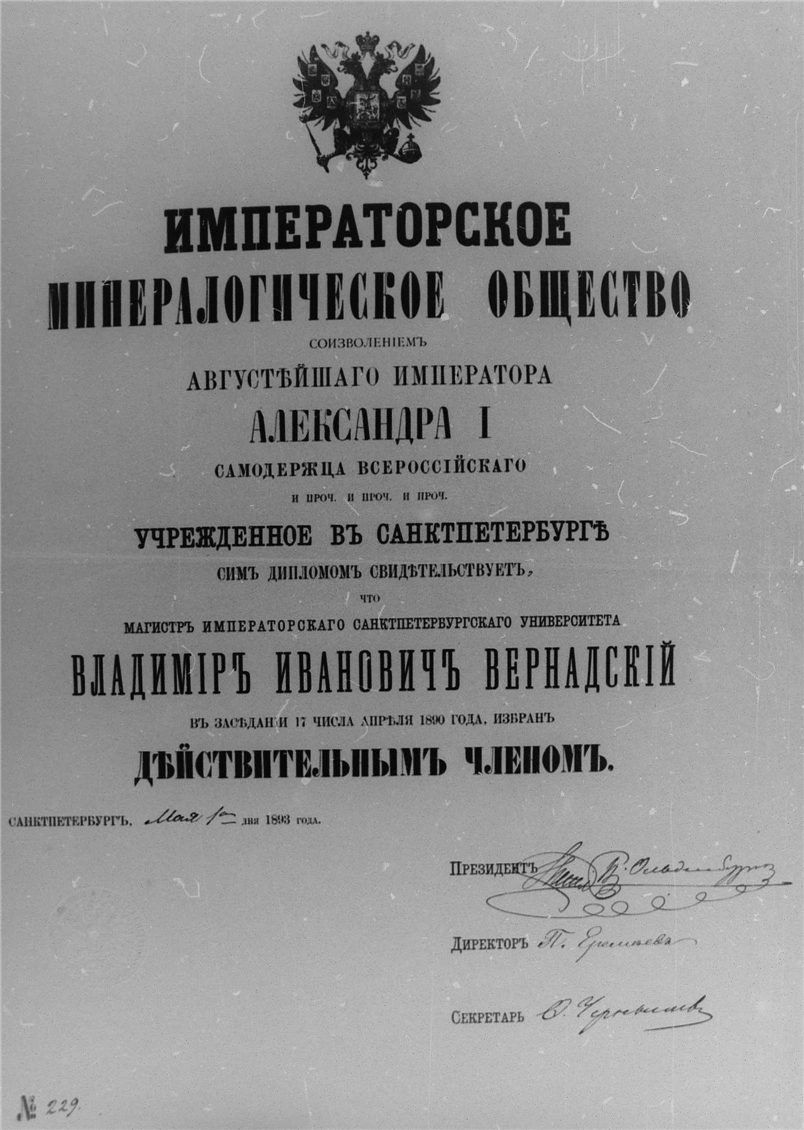 ИМПЕРАТОРСКОЕ
МИНЕРАЛОГИЧЕСКОЕ ОБЩЕСТВО
СОИЗВОЛЕНІЕМЪ
АВГУСТѢЙШАГО ИМПЕРАТОРА
АЛЕКСАНДРА I
САМОДЕРЖЦА ВСЕРОССІЙСКАГО
И ПРОЧ. И ПРОЧ. И ПРОЧ.
УЧРЕЖДЕННОЕ ВЪ САНКТПЕТЕРБУРГѢ
СИМЪ ДИПЛОМОМЪ СВИДѢТЕЛЬСТВУЕТЪ,
ЧТО
МАГИСТРЪ ИМПЕРАТОРСКАГО САНКТПЕТЕРБУРГСКАГО УНИВЕРСИТЕТА
ВЛАДИМІРЪ ИВАНОВИЧЪ ВЕРНАДСКІЙ
ВЪ ЗАСѢДАНІИ 17 ЧИСЛА АПРѢЛЯ 1890 ГОДА, ИЗБРАНЪ
ДѢЙСТВИТЕЛЬНЫМЪ ЧЛЕНОМЪ.
САНКТПЕТЕРБУРГЪ, Мая 1го дня 1893 года.
ПРЕЗИДЕНТЪ
ДИРЕКТОРЪ П. Еремѣевъ
СЕКРЕТАРЬ Ѳ. Чернышевъ
№ 229.